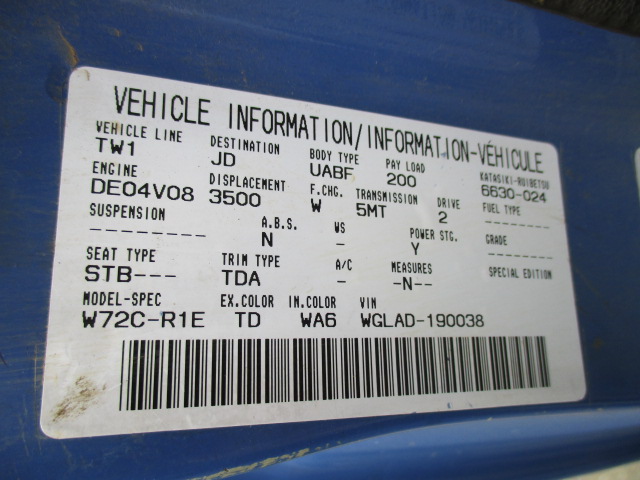 VEHICLE INFORMATION/INFORMATION-VÉHICULE
VEHICLE LINE DESTINATION BODY TYPE PAY LOAD KATASIKI-RUIBETSU
TW1 JD UABF 200 6630-024
ENGINE DISPLACEMENT F.CHG. TRANSMISSION DRIVE FUEL TYPE
DE04V08 3500 W 5MT 2 -------
SUSPENSION A.B.S. WS POWER STG. GRADE
--------- N - Y --------
SEAT TYPE TRIM TYPE A/C MEASURES SPECIAL EDITION
STB--- TDA - -N--
MODEL-SPEC EX.COLOR IN.COLOR VIN
W72C-R1E TD WA6 WGLAD-190038